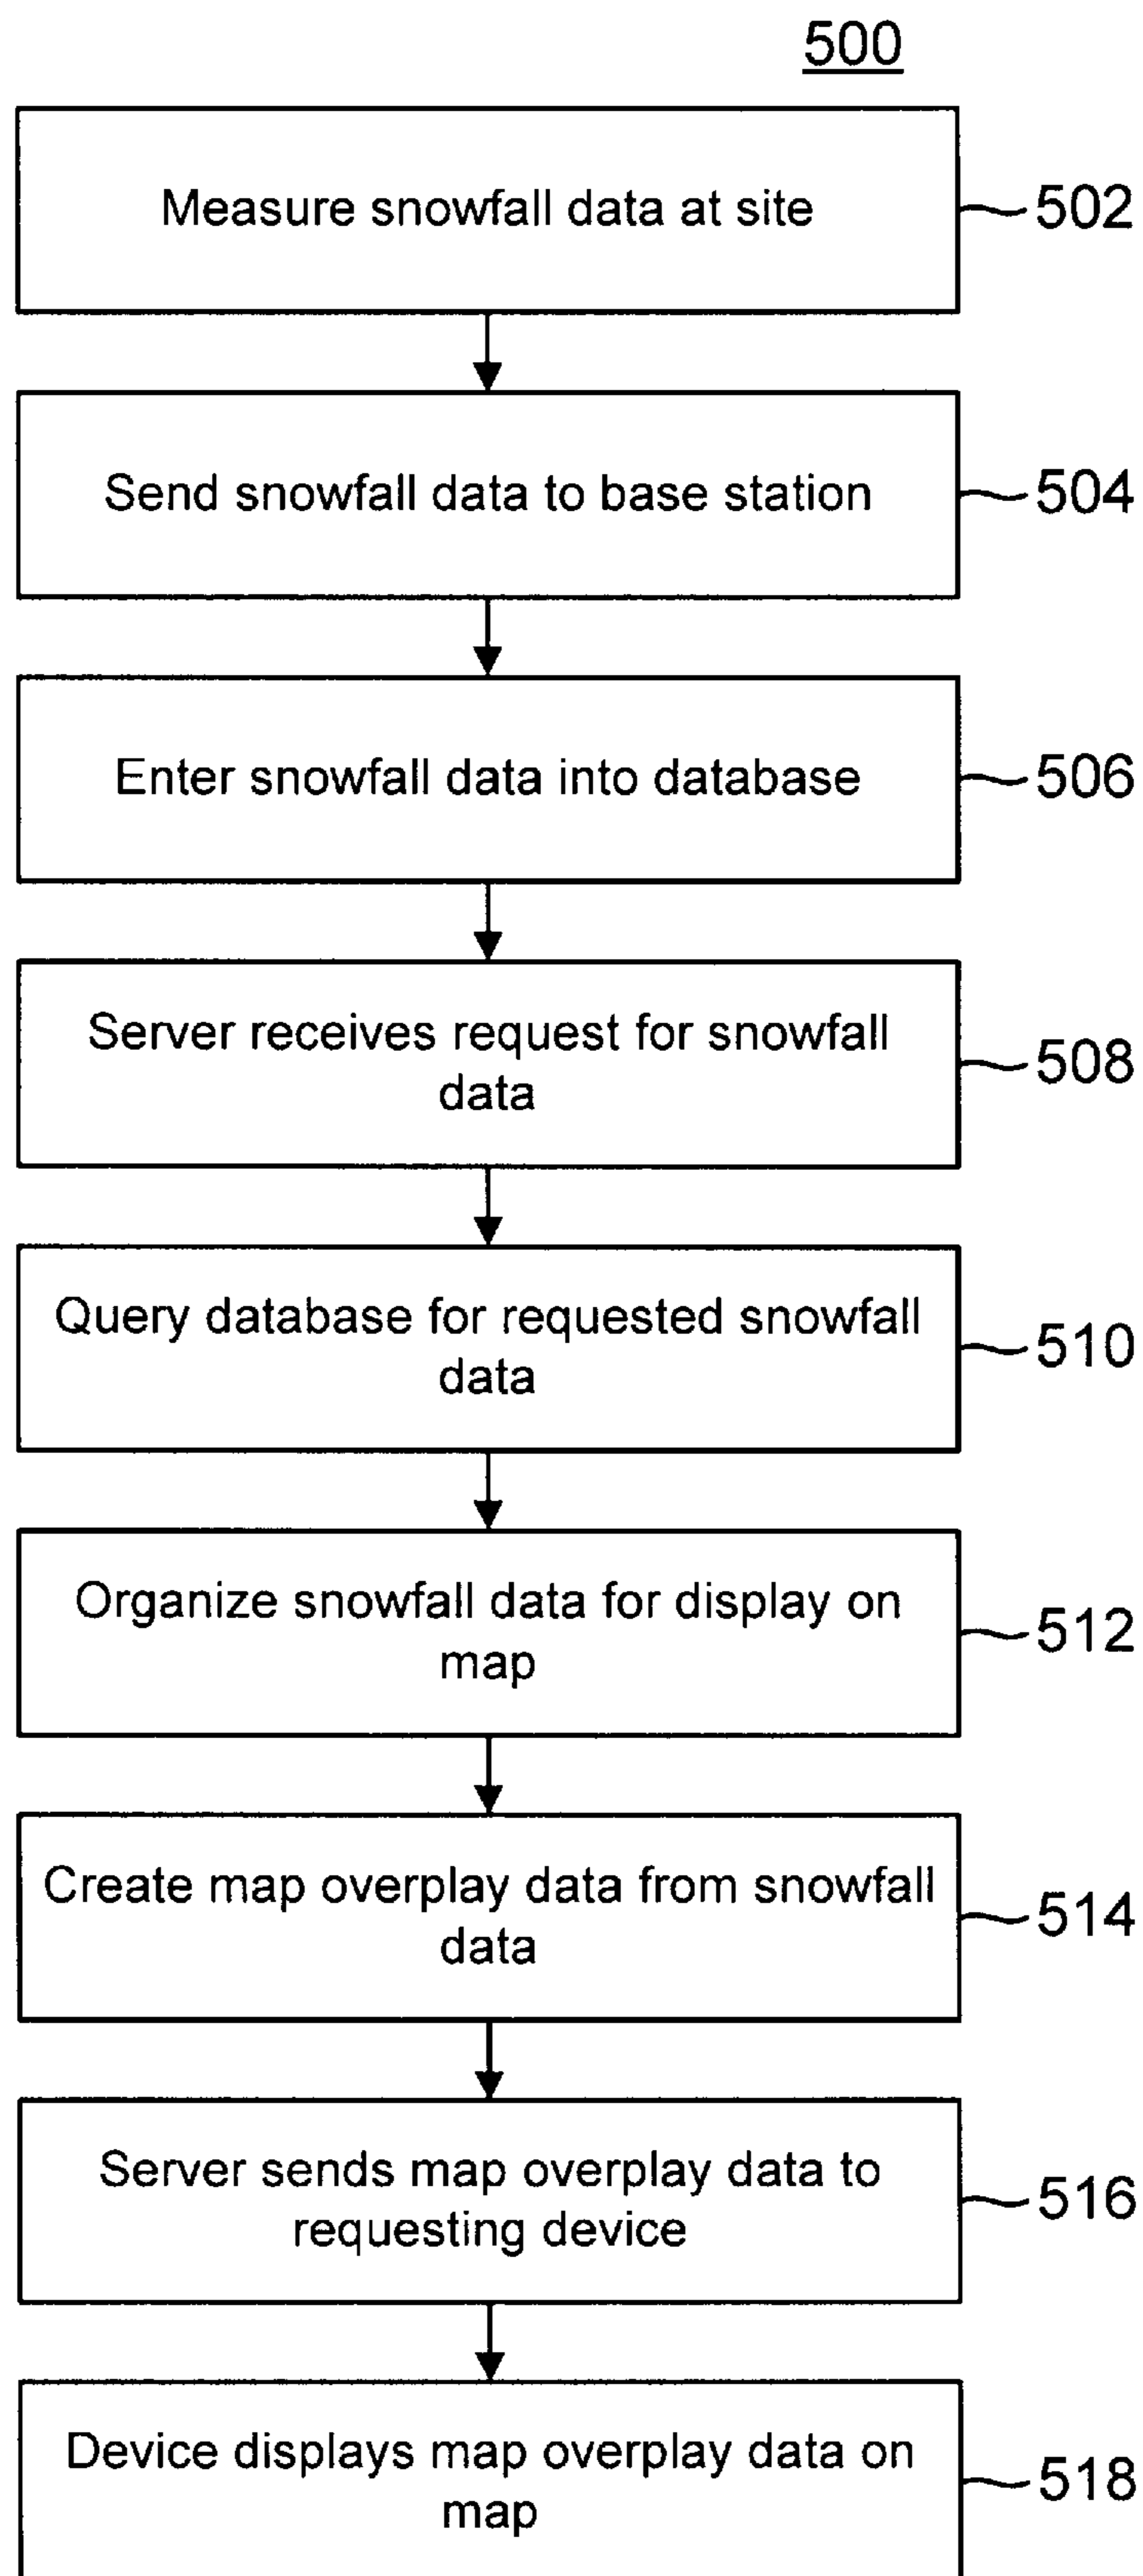 500
Measure snowfall data at site
502
Send snowfall data to base station
504
Enter snowfall data into database
506
Server receives request for snowfall
data
508
Query database for requested snowfall
data
510
Organize snowfall data for display on
map
512
Create map overplay data from snowfall
data
514
Server sends map overplay data to
requesting device
516
Device displays map overplay data on
map
518